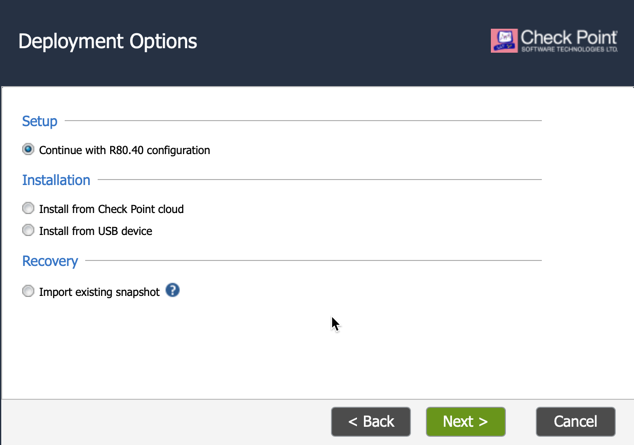 Deployment Options
Check Point
SOFTWARE TECHNOLOGIES LTD.
Setup
Continue with R80.40 configuration
Installation
Install from Check Point cloud
Install from USB device
Recovery
Import existing snapshot ?
< Back
Next >
Cancel